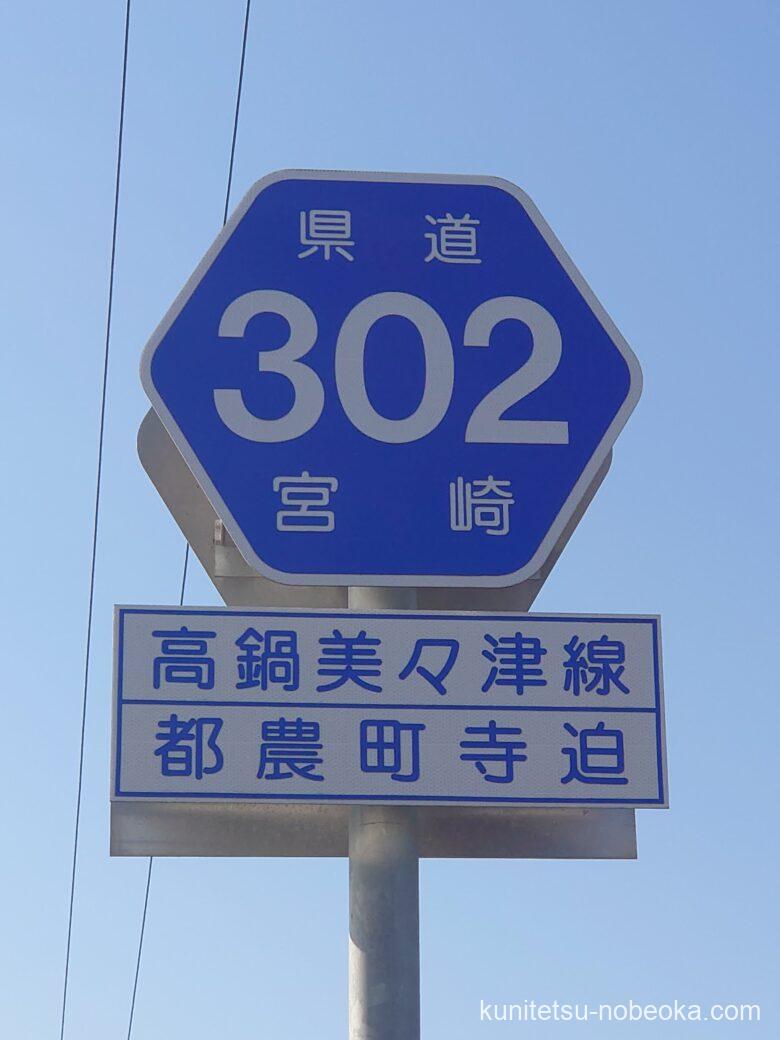 県道
302
宮崎
高鍋美々津線
都農町寺迫
kunitetsu-nobeoka.com